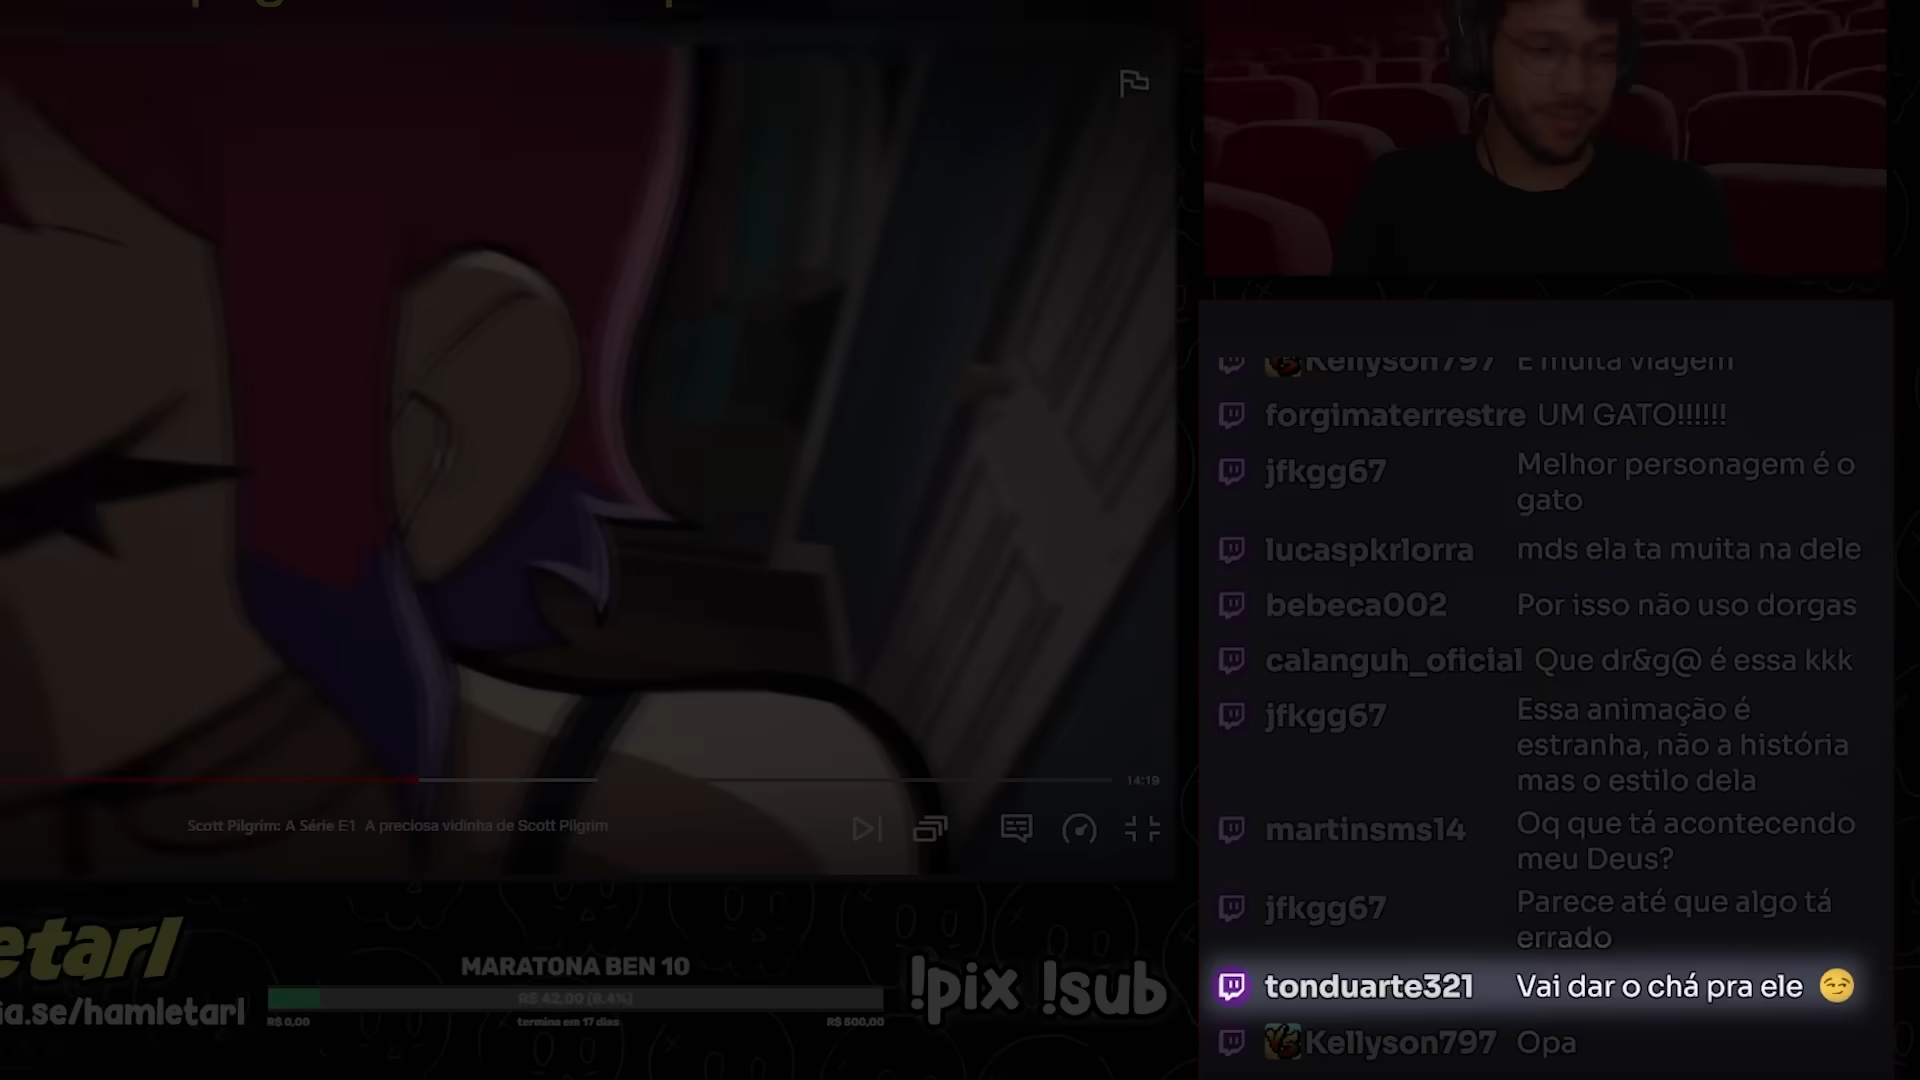 Kellyson797 E muita viagem
forgimaterrestre UM GATO!!!!!!
jfkgg67 Melhor personagem é o
gato
lucaspkrlorra mds ela ta muita na dele
bebeca002 Por isso não uso dorgas
calanguh_oficial Que dr&g@ é essa kkk
jfkgg67 Essa animação é
estranha, não a história
mas o estilo dela
martinsms14 Oq que tá acontecendo
meu Deus?
jfkgg67 Parece até que algo tá
errado
tonduarte321 Vai dar o chá pra ele 😏
Kellyson797 Opa
14:19
Scott Pilgrim: A Série E1 A preciosa vidinha de Scott Pilgrim
etarl
ia.se/hamletarl
MARATONA BEN 10
R$ 42,00 (8.4%)
R$ 0,00 termina em 17 dias R$ 500,00
!pix !sub